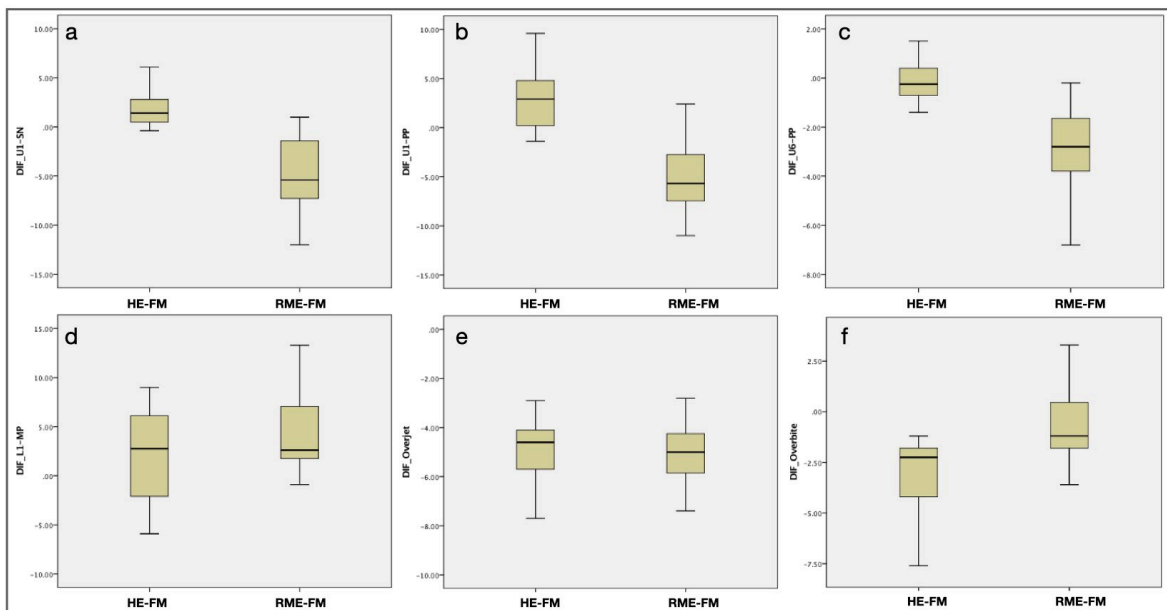 a
DIF_U1-SN
10.00
5.00
.00
-5.00
-10.00
-15.00
HE-FM RME-FM
b
DIF_U1-PP
10.00
5.00
.00
-5.00
-10.00
-15.00
HE-FM RME-FM
c
DIF_U6-PP
2.00
.00
-2.00
-4.00
-6.00
-8.00
HE-FM RME-FM
d
DIF_L1-MP
15.00
10.00
5.00
.00
-5.00
-10.00
HE-FM RME-FM
e
DIF_Overjet
.00
-2.00
-4.00
-6.00
-8.00
-10.00
HE-FM RME-FM
f
DIF_Overbite
2.50
.00
-2.50
-5.00
-7.50
HE-FM RME-FM